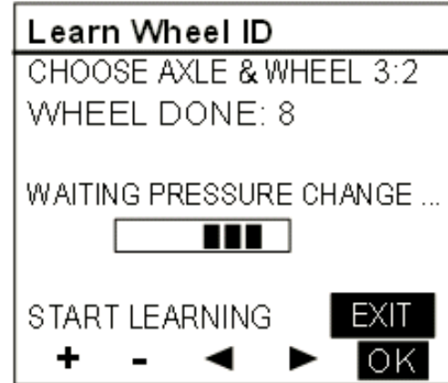 Learn Wheel ID
CHOOSE AXLE & WHEEL 3:2
WHEEL DONE: 8
WAITING PRESSURE CHANGE ...
START LEARNING EXIT
+ - ◀ ▶ OK